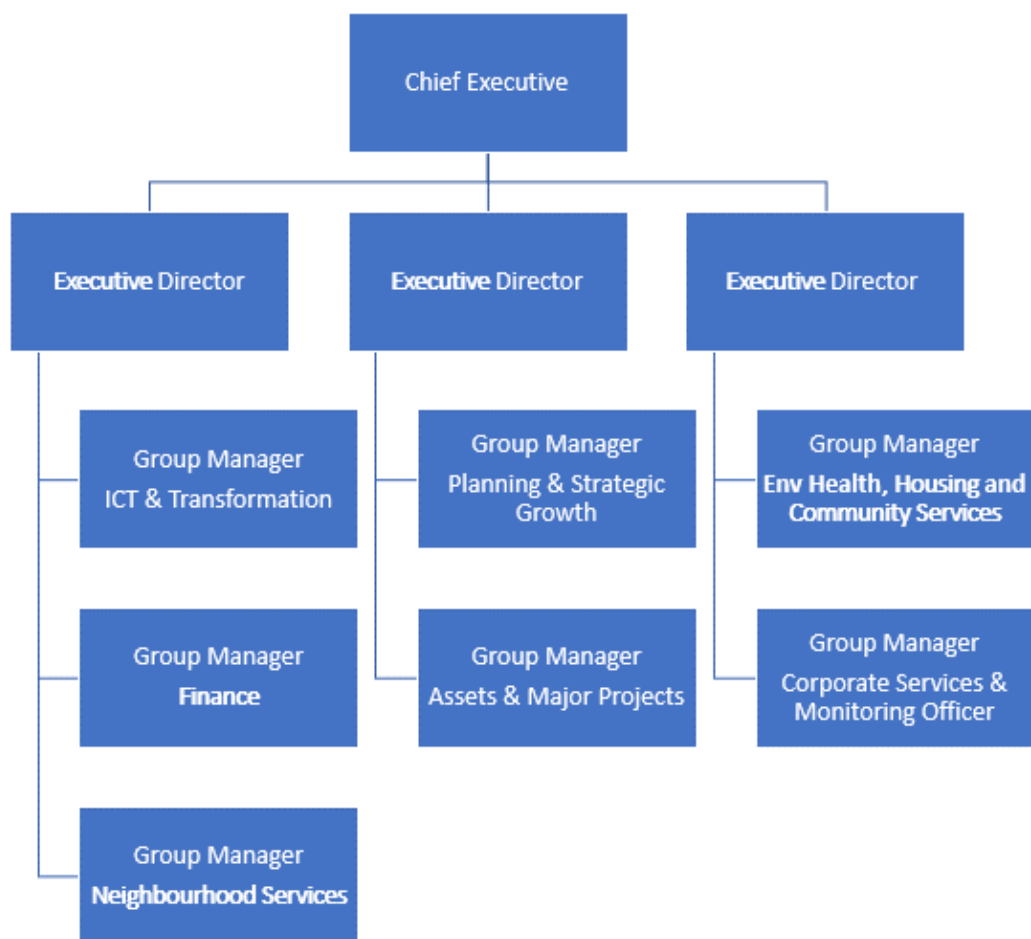 Chief Executive
Executive Director
Executive Director
Executive Director
Group Manager
ICT & Transformation
Group Manager
Planning & Strategic
Growth
Group Manager
Env Health, Housing and
Community Services
Group Manager
Finance
Group Manager
Assets & Major Projects
Group Manager
Corporate Services &
Monitoring Officer
Group Manager
Neighbourhood Services